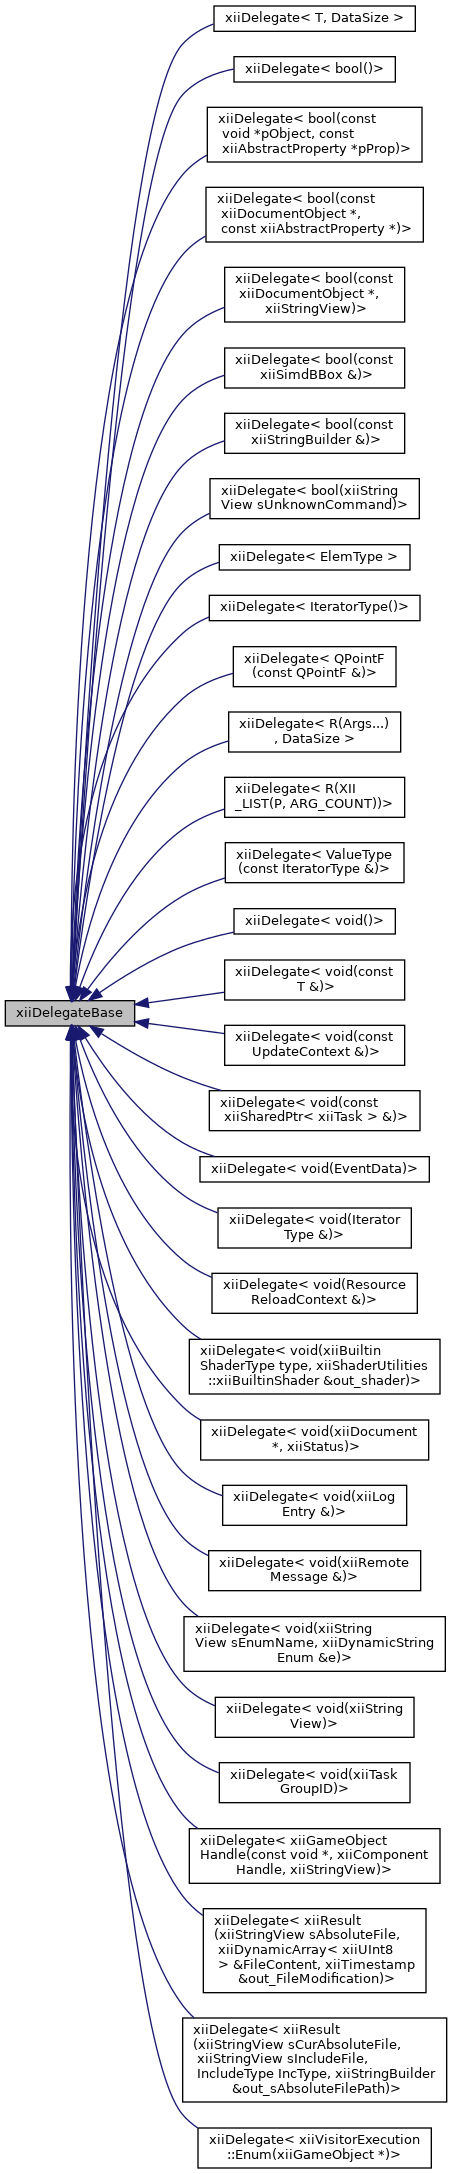 xiiDelegate< T, DataSize >
xiiDelegate< bool()>
xiiDelegate< bool(const
void *pObject, const
xiiAbstractProperty *pProp)>
xiiDelegate< bool(const
xiiDocumentObject *,
const xiiAbstractProperty *)>
xiiDelegate< bool(const
xiiDocumentObject *,
xiiStringView)>
xiiDelegate< bool(const
xiiSimdBBox &)>
xiiDelegate< bool(const
xiiStringBuilder &)>
xiiDelegate< bool(xiiString
View sUnknownCommand)>
xiiDelegate< ElemType >
xiiDelegate< IteratorType()>
xiiDelegate< QPointF
(const QPointF &)>
xiiDelegate< R(Args...)
, DataSize >
xiiDelegate< R(XII
_LIST(P, ARG_COUNT))>
xiiDelegate< ValueType
(const IteratorType &)>
xiiDelegate< void()>
xiiDelegate< void(const
T &)>
xiiDelegateBase
xiiDelegate< void(const
UpdateContext &)>
xiiDelegate< void(const
xiiSharedPtr< xiiTask > &)>
xiiDelegate< void(EventData)>
xiiDelegate< void(Iterator
Type &)>
xiiDelegate< void(Resource
ReloadContext &)>
xiiDelegate< void(xiiBuiltin
ShaderType type, xiiShaderUtilities
::xiiBuiltinShader &out_shader)>
xiiDelegate< void(xiiDocument
*, xiiStatus)>
xiiDelegate< void(xiiLog
Entry &)>
xiiDelegate< void(xiiRemote
Message &)>
xiiDelegate< void(xiiString
View sEnumName, xiiDynamicString
Enum &e)>
xiiDelegate< void(xiiString
View)>
xiiDelegate< void(xiiTask
GroupID)>
xiiDelegate< xiiGameObject
Handle(const void *, xiiComponent
Handle, xiiStringView)>
xiiDelegate< xiiResult
(xiiStringView sAbsoluteFile,
xiiDynamicArray< xiiUInt8
> &FileContent, xiiTimestamp
&out_FileModification)>
xiiDelegate< xiiResult
(xiiStringView sCurAbsoluteFile,
xiiStringView sIncludeFile,
IncludeType IncType, xiiStringBuilder
&out_sAbsoluteFilePath)>
xiiDelegate< xiiVisitorExecution
::Enum(xiiGameObject *)>